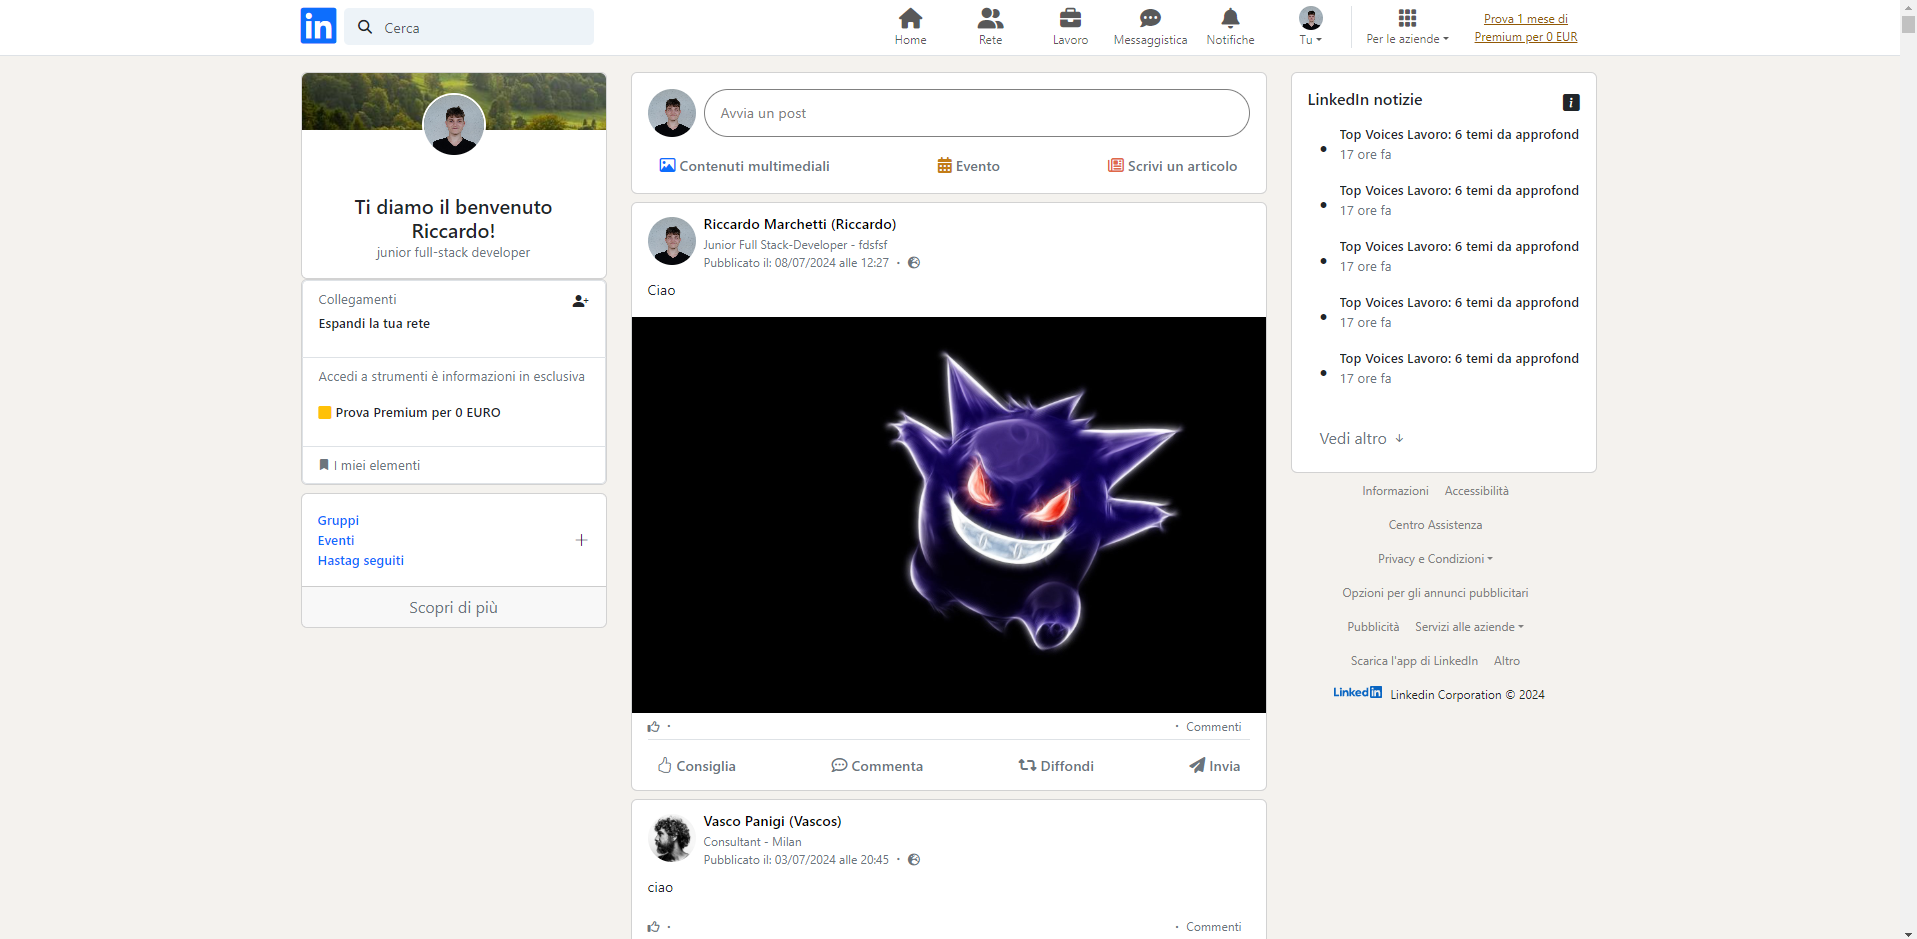 in
Cerca
Home
Rete
Lavoro
Messaggistica
Notifiche
Tu
Per le aziende
Prova 1 mese di
Premium per 0 EUR
Ti diamo il benvenuto
Riccardo!
junior full-stack developer
Collegamenti
Espandi la tua rete
Accedi a strumenti è informazioni in esclusiva
Prova Premium per 0 EURO
I miei elementi
Gruppi
Eventi
Hastag seguiti
Scopri di più
Avvia un post
Contenuti multimediali
Evento
Scrivi un articolo
Riccardo Marchetti (Riccardo)
Junior Full Stack-Developer - fdsfsf
Pubblicato il: 08/07/2024 alle 12:27 ·
Ciao
· Commenti
Consiglia
Commenta
Diffondi
Invia
Vasco Panigi (Vascos)
Consultant - Milan
Pubblicato il: 03/07/2024 alle 20:45 ·
ciao
· Commenti
LinkedIn notizie
Top Voices Lavoro: 6 temi da approfond
17 ore fa
Top Voices Lavoro: 6 temi da approfond
17 ore fa
Top Voices Lavoro: 6 temi da approfond
17 ore fa
Top Voices Lavoro: 6 temi da approfond
17 ore fa
Top Voices Lavoro: 6 temi da approfond
17 ore fa
Vedi altro ↓
Informazioni Accessibilità
Centro Assistenza
Privacy e Condizioni
Opzioni per gli annunci pubblicitari
Pubblicità Servizi alle aziende
Scarica l'app di LinkedIn Altro
LinkedIn Linkedin Corporation © 2024